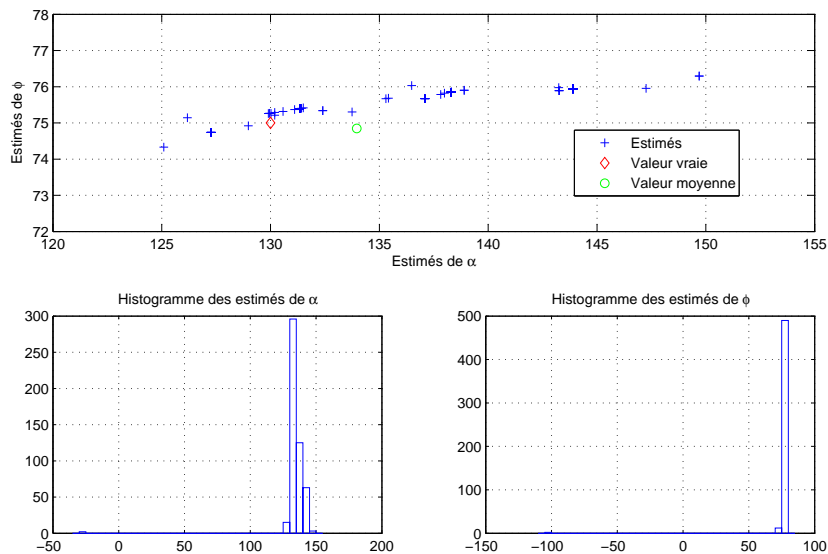 78
77
76
75
74
73
72
Estimés de ϕ
120 125 130 135 140 145 150 155
Estimés de α
Estimés
Valeur vraie
Valeur moyenne
Histogramme des estimés de α
300
250
200
150
100
50
0
−50 0 50 100 150 200
Histogramme des estimés de ϕ
500
400
300
200
100
0
−150 −100 −50 0 50 100